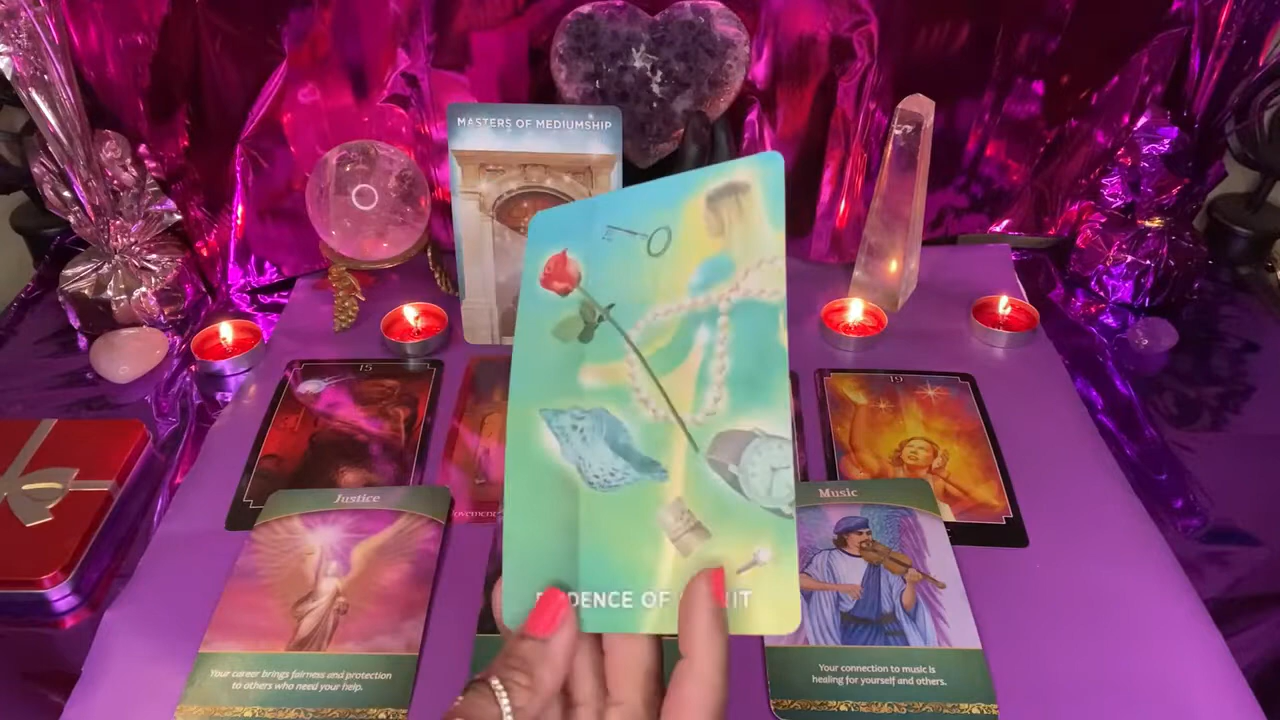 MASTERS OF MEDIUMSHIP
15
19
Justice
Music
OF
Your career brings fairness and protection
to others who need your help.
Your connection to music is
healing for yourself and others.